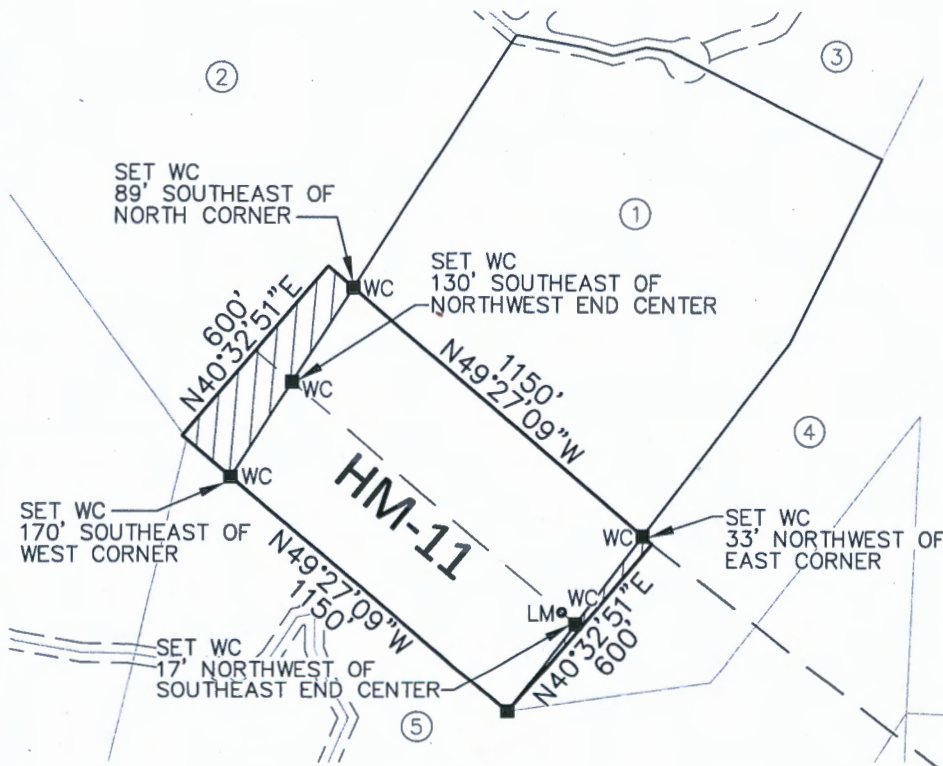 ②
③
SET WC
89' SOUTHEAST OF
NORTH CORNER
WC
①
SET WC
130' SOUTHEAST OF
NORTHWEST END CENTER
WC
600'
N40°32'51"E
1150'
N49°27'09"W
④
WC
SET WC
170' SOUTHEAST OF
WEST CORNER
HM-11
WC
SET WC
33' NORTHWEST OF
EAST CORNER
N49°27'09"W
1150'
LM
WC
N40°32'51"E
600'
SET WC
17' NORTHWEST OF
SOUTHEAST END CENTER
⑤